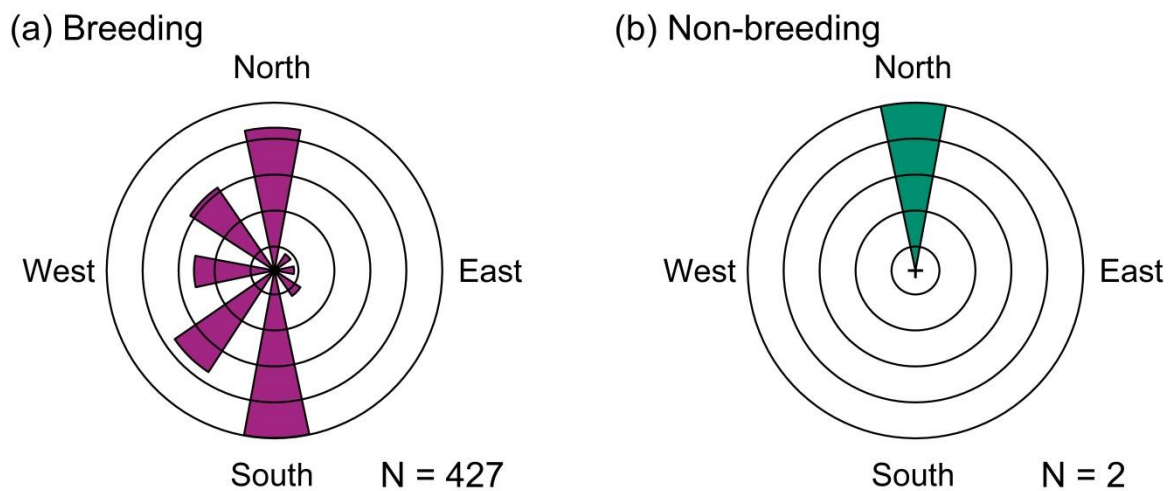 (a) Breeding
North
West
East
South
N = 427
(b) Non-breeding
North
West
East
South
N = 2